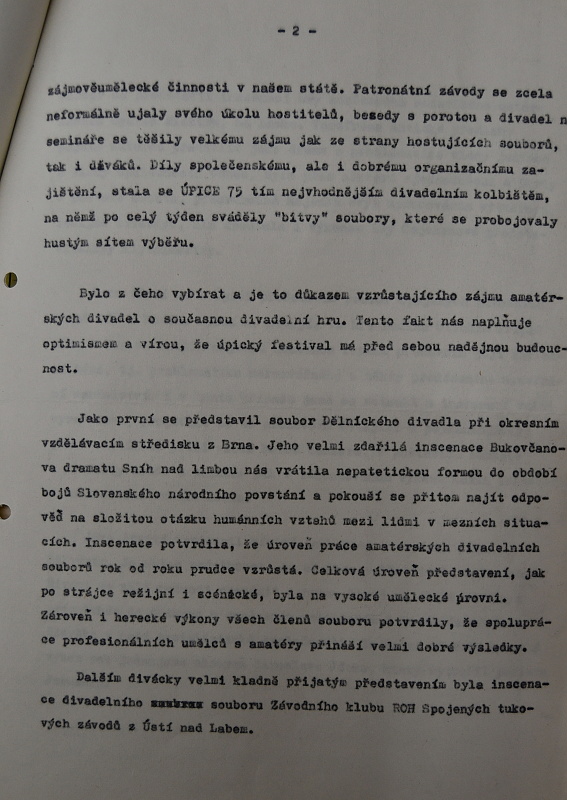 - 2 -
zájmověumělecké činnosti v našem státě. Patronátní závody se zcela
neformálně ujaly svého úkolu hostitelů, besedy s porotou a divadel n
semináře se těšily velkému zájmu jak ze strany hostujících souborů,
tak i diváků. Díly společenskému, ale i dobrému organizačnímu za-
jištění, stala se ÚPICE 75 tím nejvhodnějším divadelním kolbištěm,
na němž po celý týden sváděly "bitvy" soubory, které se probojovaly
hustým sítem výběru.
Bylo z čeho vybírat a je to důkazem vzrůstajícího zájmu amatér-
ských divadel o současnou divadelní hru. Tento fakt nás naplňuje
optimismem a vírou, že úpický festival má před sebou nadějnou budouc-
nost.
Jako první se představil soubor Dělnického divadla při okresním
vzdělávacím středisku z Brna. Jeho velmi zdařilá inscenace Bukovčano-
va dramatu Sníh nad limbou nás vrátila nepatetickou formou do období
bojů Slovenského národního povstání a pokouší se přitom najít odpo-
věď na složitou otázku humánních vztahů mezi lidmi v mezních situa-
cích. Inscenace potvrdila, že úroveň práce amatérských divadelních
souborů rok od roku prudce vzrůstá. Celková úroveň představení, jak
po strájce režijní i scénické, byla na vysoké umělecké úrovni.
Zároveň i herecké výkony všech členů souboru potvrdily, že spoluprá-
ce profesionálních umělců s amatéry přináší velmi dobré výsledky.
Dalším divácky velmi kladně přijatým představením byla inscena-
ce divadelního souboru Závodního klubu ROH Spojených tuko-
vých závodů z Ústí nad Labem.